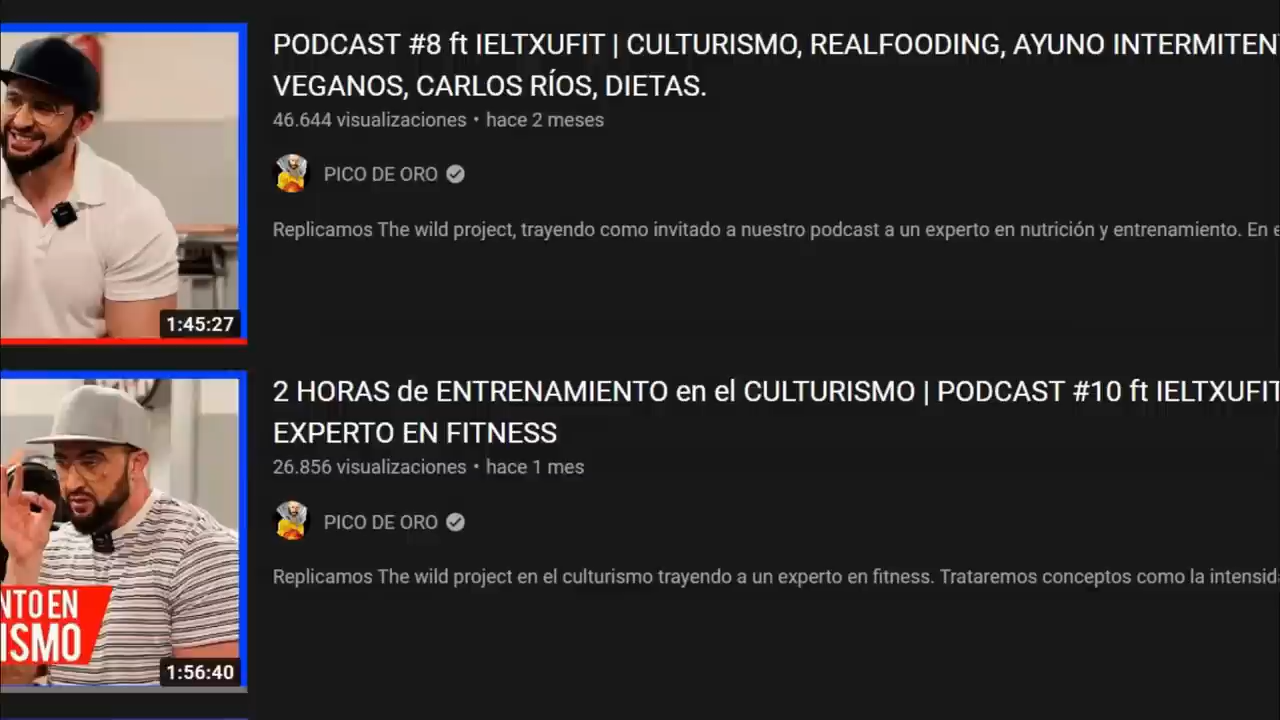 PODCAST #8 ft IELTXUFIT | CULTURISMO, REALFOODING, AYUNO INTERMITEN
VEGANOS, CARLOS RÍOS, DIETAS.
46.644 visualizaciones • hace 2 meses
PICO DE ORO
Replicamos The wild project, trayendo como invitado a nuestro podcast a un experto en nutrición y entrenamiento. En
1:45:27
2 HORAS de ENTRENAMIENTO en el CULTURISMO | PODCAST #10 ft IELTXUFIT
EXPERTO EN FITNESS
26.856 visualizaciones • hace 1 mes
PICO DE ORO
Replicamos The wild project en el culturismo trayendo a un experto en fitness. Trataremos conceptos como la intensid
NTO EN
ISMO
1:56:40